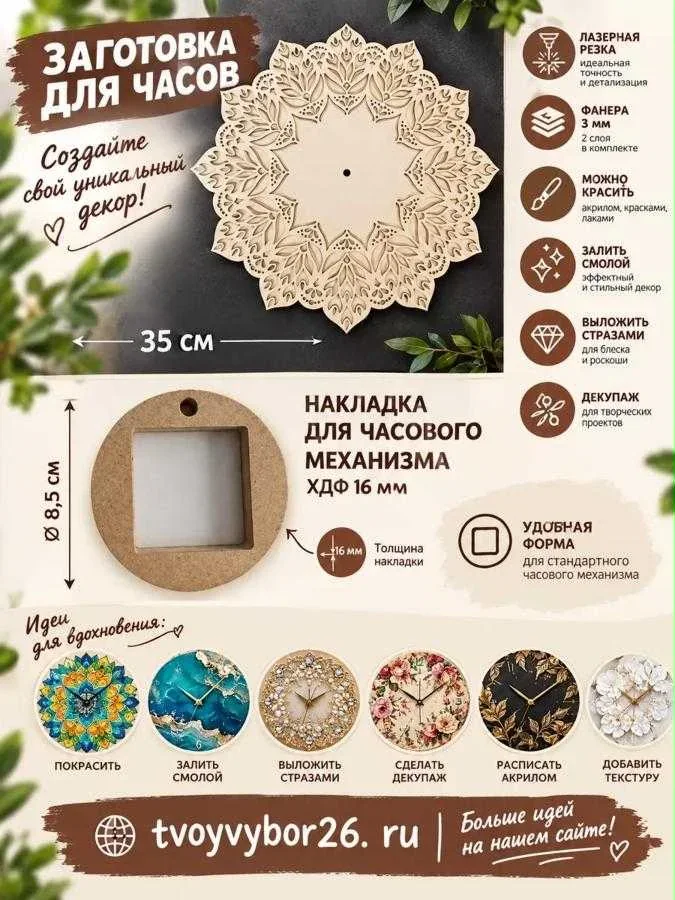 ЗАГОТОВКА
ДЛЯ ЧАСОВ
Создайте
свой уникальный
декор!
35 см
ЛАЗЕРНАЯ
РЕЗКА
идеальная
точность
и детализация
ФАНЕРА
3 мм
2 слоя
в комплекте
МОЖНО
КРАСИТЬ
акрилом, красками,
лаками
ЗАЛИТЬ
СМОЛОЙ
эффектный
и стильный декор
ВЫЛОЖИТЬ
СТРАЗАМИ
для блеска
и роскоши
ДЕКУПАЖ
для творческих
проектов
Ø 8,5 см
НАКЛАДКА
ДЛЯ ЧАСОВОГО
МЕХАНИЗМА
ХДФ 16 мм
16 мм
Толщина
накладки
УДОБНАЯ
ФОРМА
для стандартного
часового механизма
Идеи
для вдохновения:
ПОКРАСИТЬ
ЗАЛИТЬ
СМОЛОЙ
ВЫЛОЖИТЬ
СТРАЗАМИ
СДЕЛАТЬ
ДЕКУПАЖ
РАСПИСАТЬ
АКРИЛОМ
ДОБАВИТЬ
ТЕКСТУРУ
tvoyvybor26. ru
Больше идей
на нашем сайте!